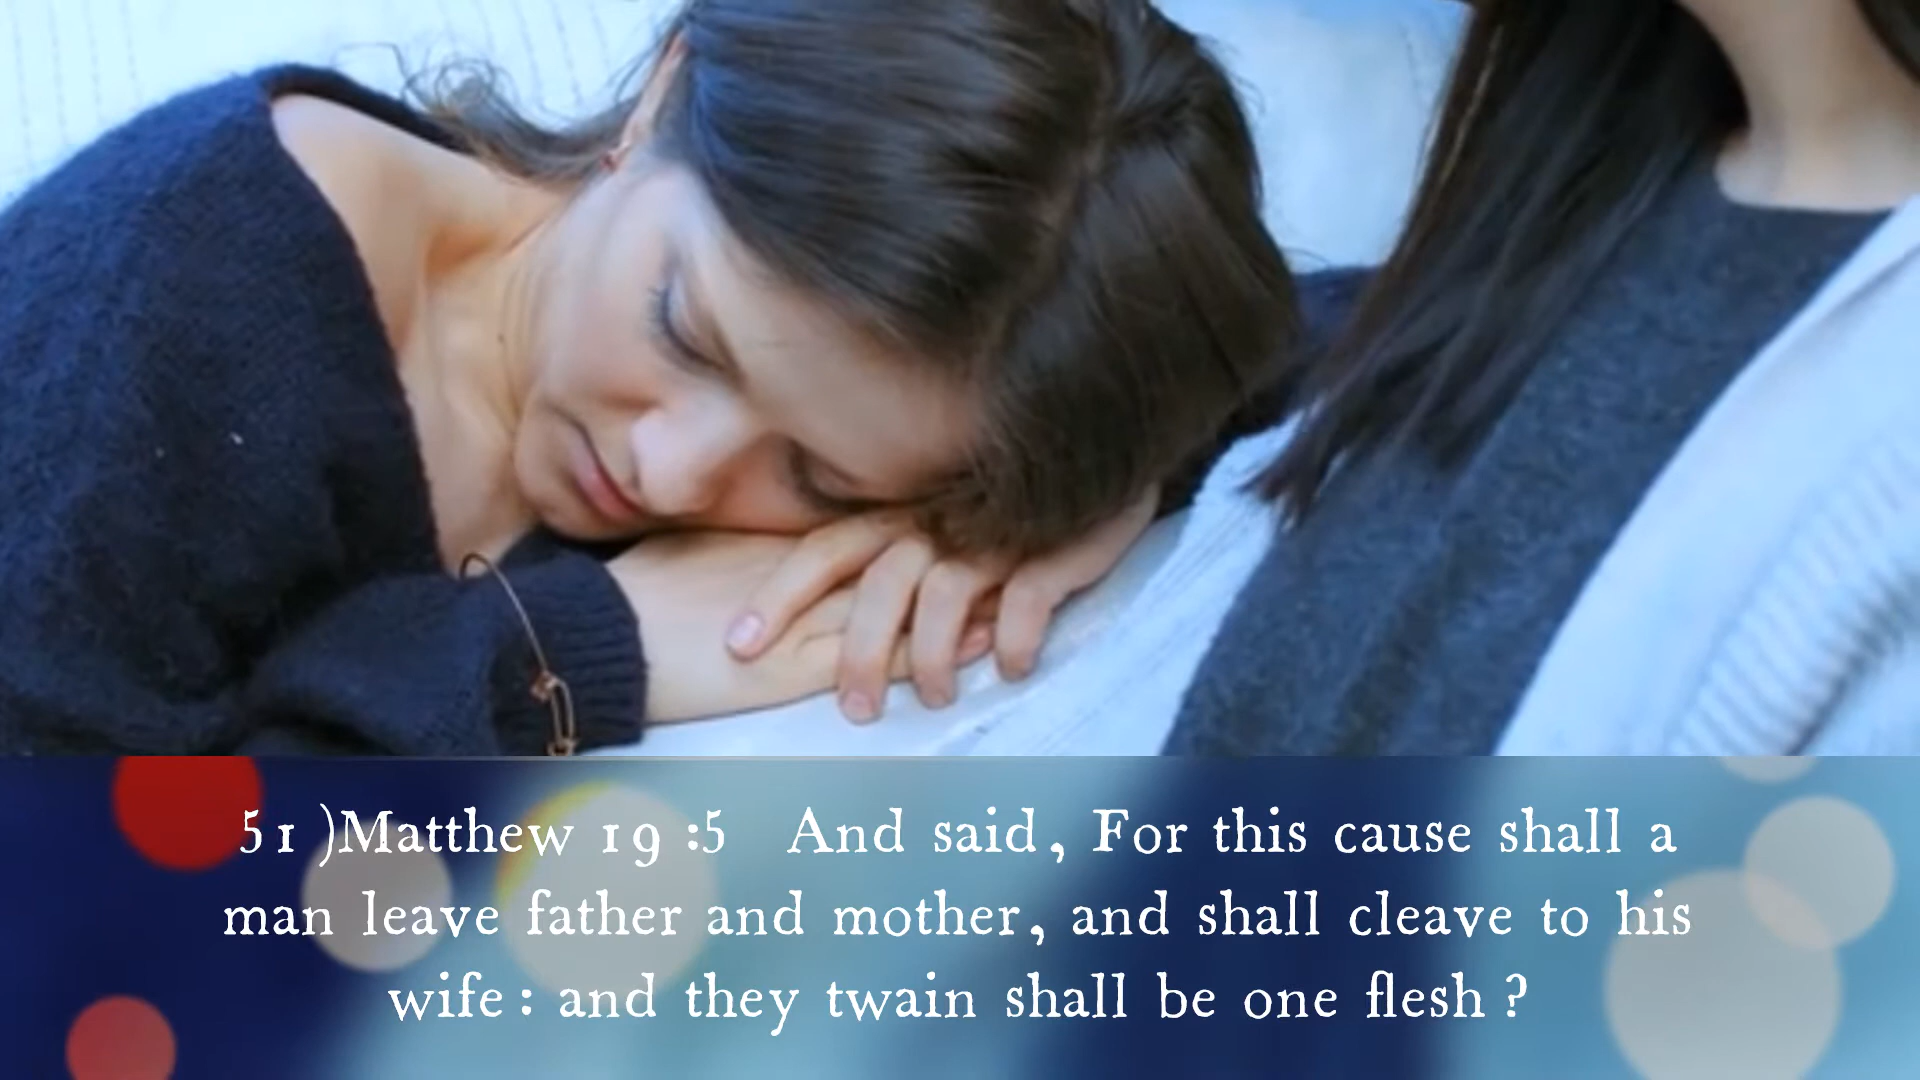 51 )Matthew 19 :5 And said, For this cause shall a
man leave father and mother, and shall cleave to his
wife: and they twain shall be one flesh ?